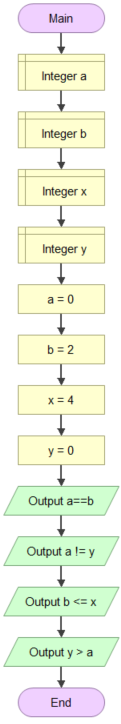 Main
Integer a
Integer b
Integer x
Integer y
a = 0
b = 2
x = 4
y = 0
Output a==b
Output a != y
Output b <= x
Output y > a
End